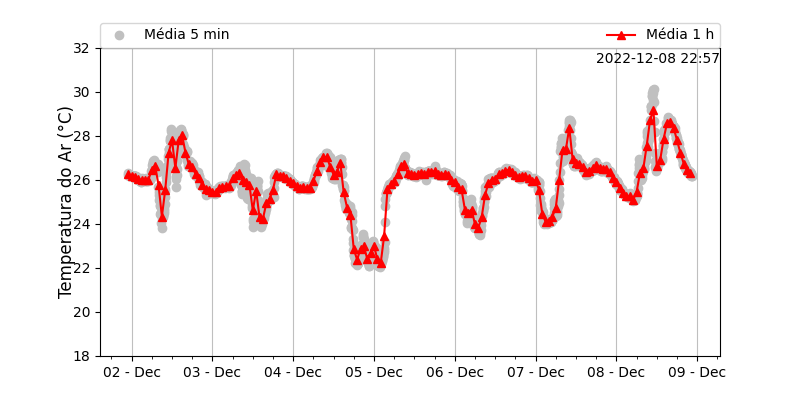 Média 5 min
Média 1 h
2022-12-08 22:57
Temperatura do Ar (°C)
32
30
28
26
24
22
20
18
02 - Dec
03 - Dec
04 - Dec
05 - Dec
06 - Dec
07 - Dec
08 - Dec
09 - Dec